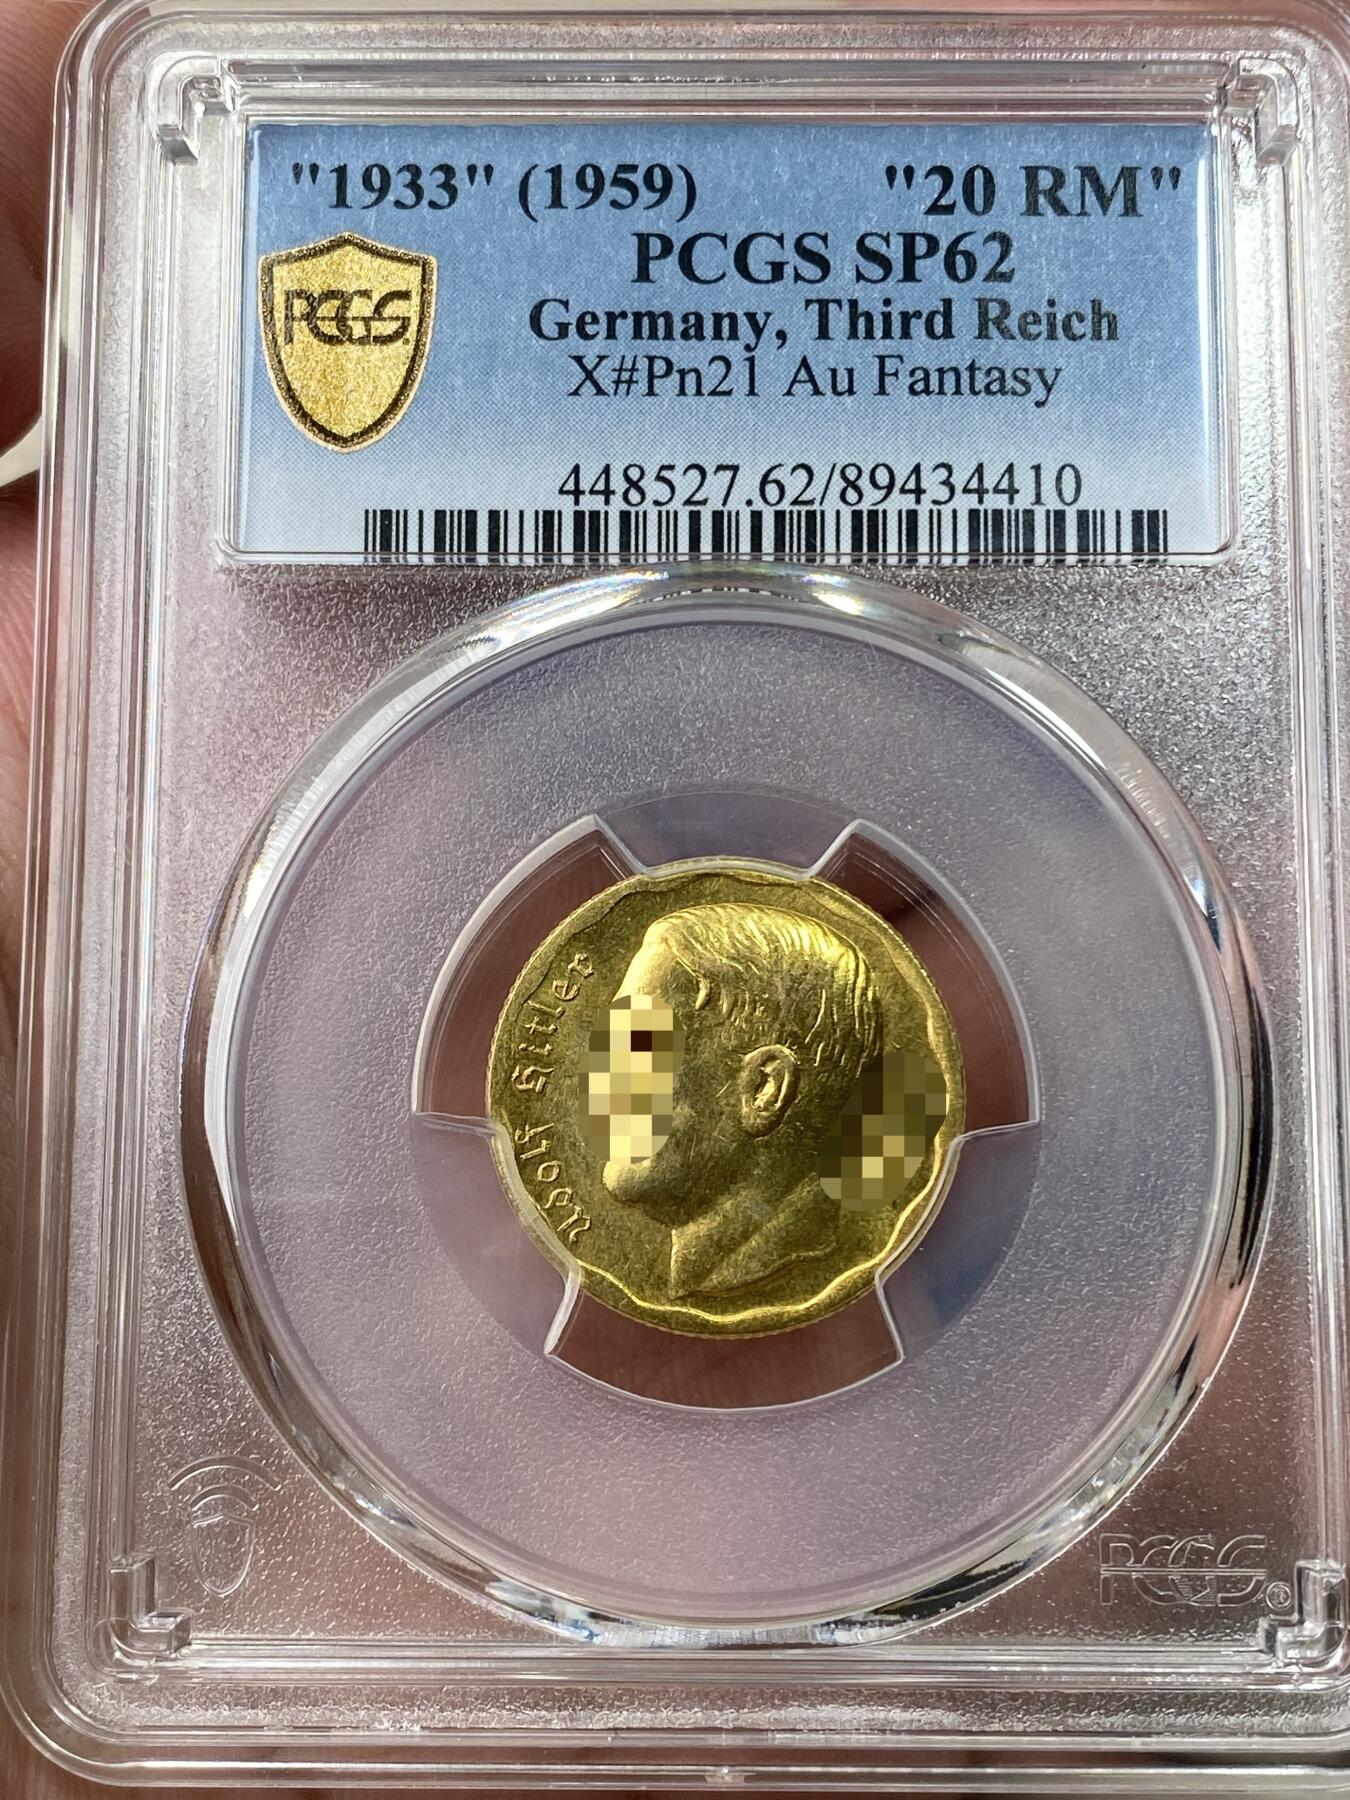 "1933" (1959) "20 RM"
PCGS SP62
PCGS
Germany, Third Reich
X#Pn21 Au Fantasy
448527.62/89434410
Adolf Hitler
PCGS®